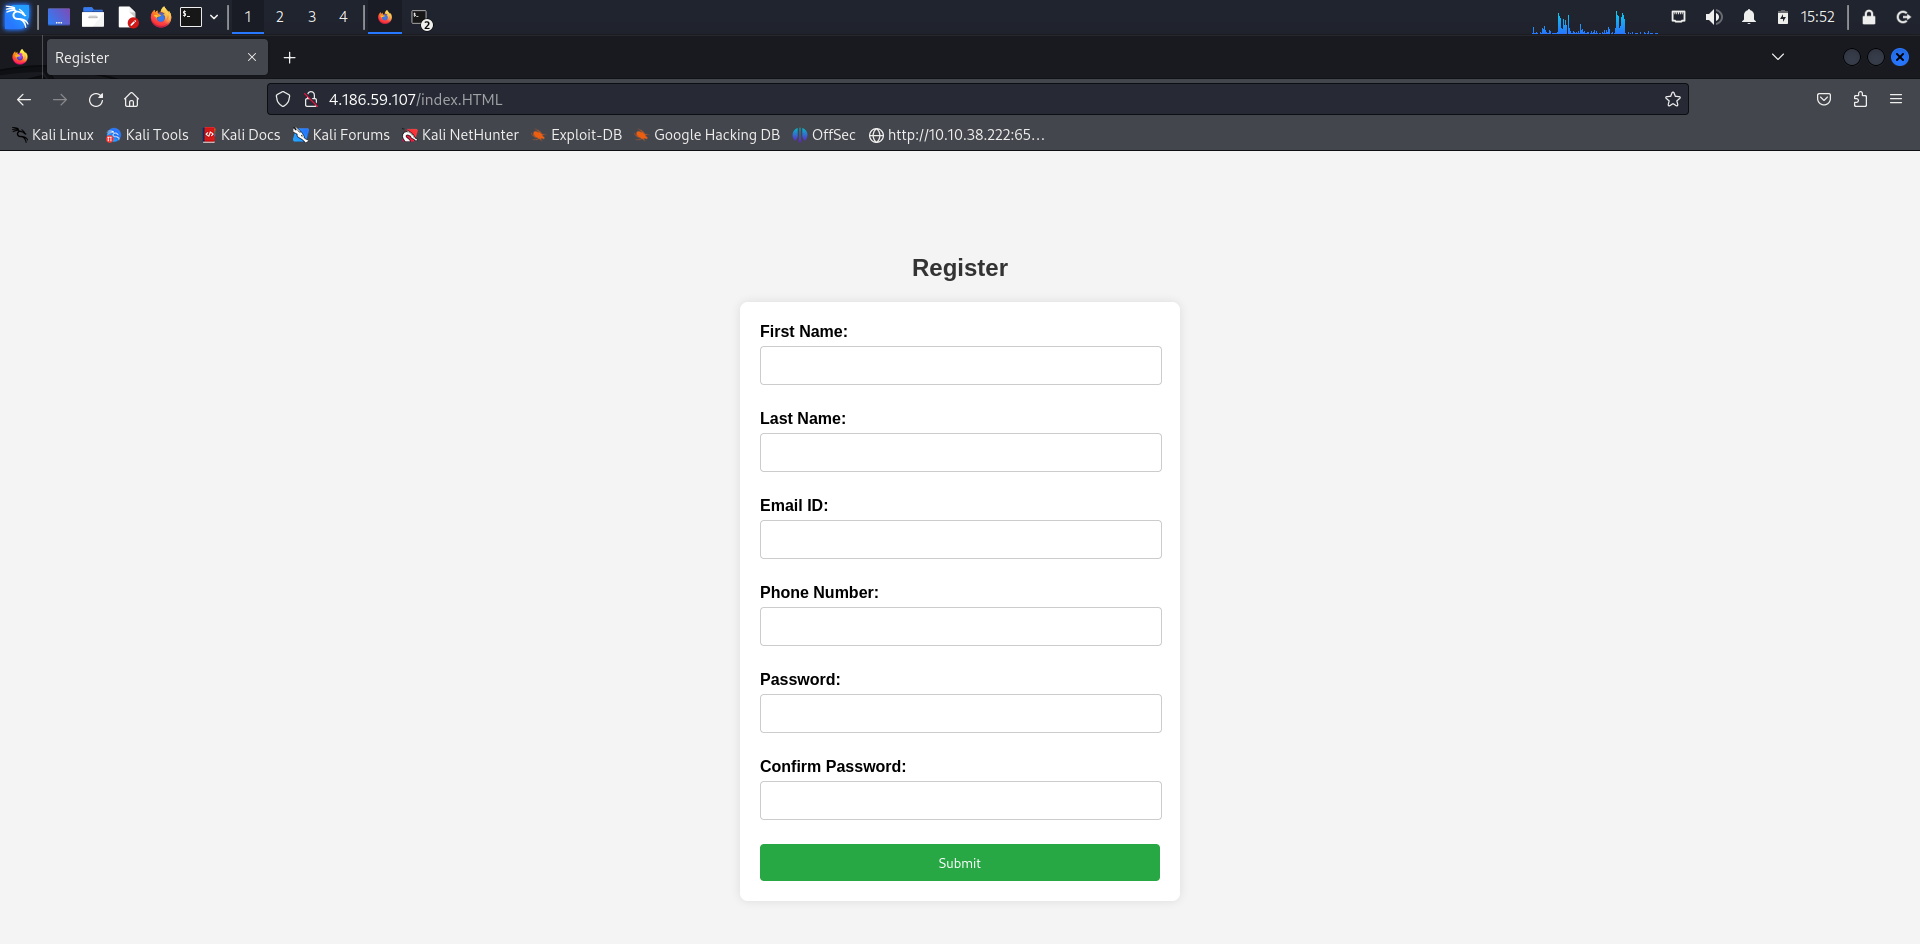 1 2 3 4 2 15:52
Register
4.186.59.107/index.HTML
Kali Linux Kali Tools Kali Docs Kali Forums Kali NetHunter Exploit-DB Google Hacking DB OffSec http://10.10.38.222:65…
Register
First Name:
Last Name:
Email ID:
Phone Number:
Password:
Confirm Password:
Submit